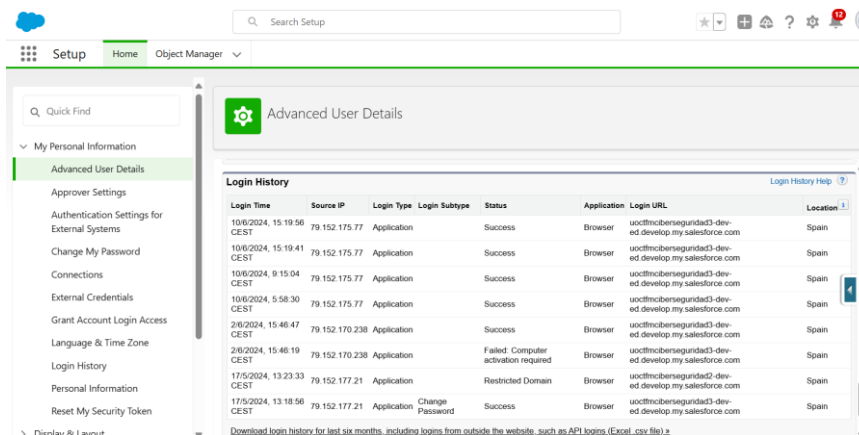 Search Setup
12
Setup Home Object Manager
Quick Find
My Personal Information
Advanced User Details
Approver Settings
Authentication Settings for
External Systems
Change My Password
Connections
External Credentials
Grant Account Login Access
Language & Time Zone
Login History
Personal Information
Reset My Security Token
Display & Layout
Advanced User Details
Login History
Login History Help ?
Login Time Source IP Login Type Login Subtype Status Application Login URL Location i
10/6/2024, 15:19:56 CEST 79.152.175.77 Application Success Browser uoctfmciberseguridad3-dev-ed.develop.my.salesforce.com Spain
10/6/2024, 15:19:41 CEST 79.152.175.77 Application Success Browser uoctfmciberseguridad3-dev-ed.develop.my.salesforce.com Spain
10/6/2024, 9:15:04 CEST 79.152.175.77 Application Success Browser uoctfmciberseguridad3-dev-ed.develop.my.salesforce.com Spain
10/6/2024, 5:58:30 CEST 79.152.175.77 Application Success Browser uoctfmciberseguridad3-dev-ed.develop.my.salesforce.com Spain
2/6/2024, 15:46:47 CEST 79.152.170.238 Application Success Browser uoctfmciberseguridad3-dev-ed.develop.my.salesforce.com Spain
2/6/2024, 15:46:19 CEST 79.152.170.238 Application Failed: Computer activation required Browser uoctfmciberseguridad3-dev-ed.develop.my.salesforce.com Spain
17/5/2024, 13:23:33 CEST 79.152.177.21 Application Restricted Domain Browser uoctfmciberseguridad2-dev-ed.develop.my.salesforce.com Spain
17/5/2024, 13:18:56 CEST 79.152.177.21 Application Change Password Success Browser uoctfmciberseguridad3-dev-ed.develop.my.salesforce.com Spain
Download login history for last six months, including logins from outside the website, such as API logins (Excel .csv file) »